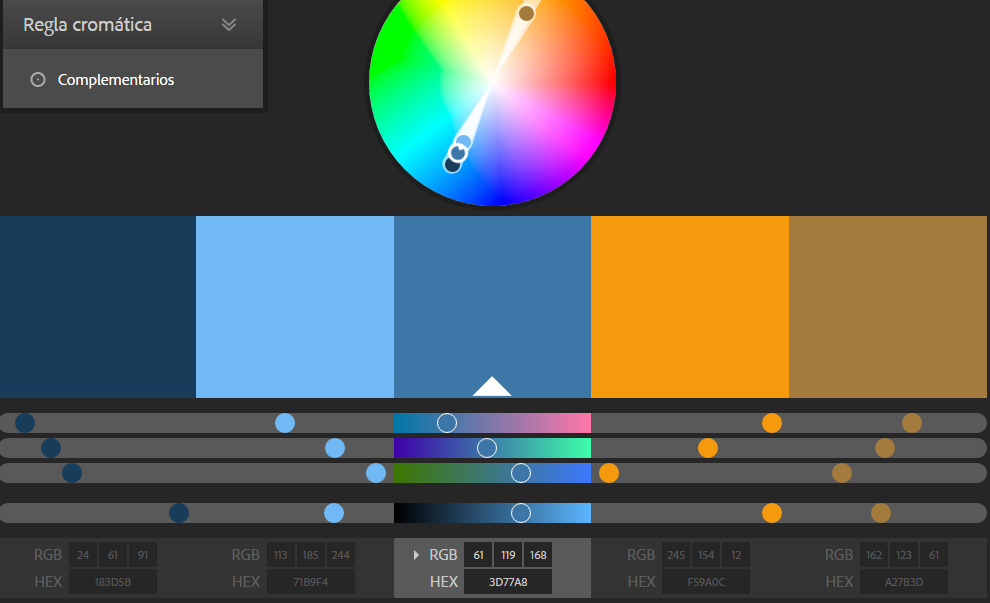 Regla cromática
Complementarios
RGB 24 61 91
HEX 183D5B
RGB 113 185 244
HEX 71B9F4
RGB 61 119 168
HEX 3D77A8
RGB 245 154 12
HEX F59A0C
RGB 162 123 61
HEX A27B3D